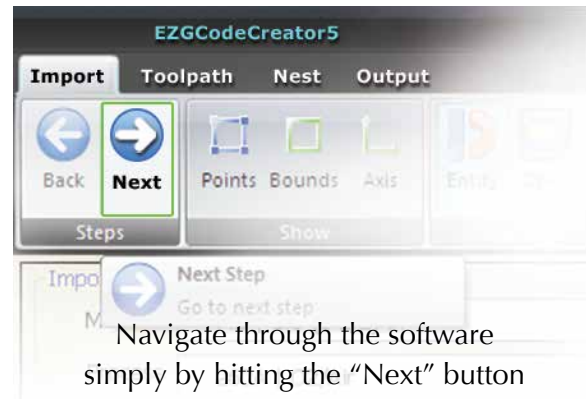 EZGCodeCreator5
Import Toolpath Nest Output
Back Next Points Bounds Axis Entity
Steps Show
Next Step
Go to next step
Navigate through the software
simply by hitting the “Next” button